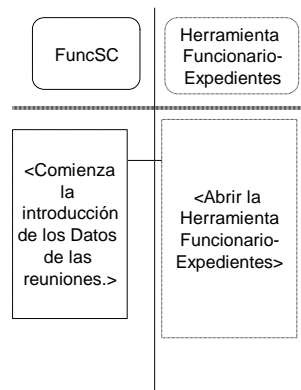 FuncSC
Herramienta
Funcionario-
Expedientes
<Comienza
la
introducción
de los Datos
de las
reuniones.>
<Abrir la
Herramienta
Funcionario-
Expedientes>